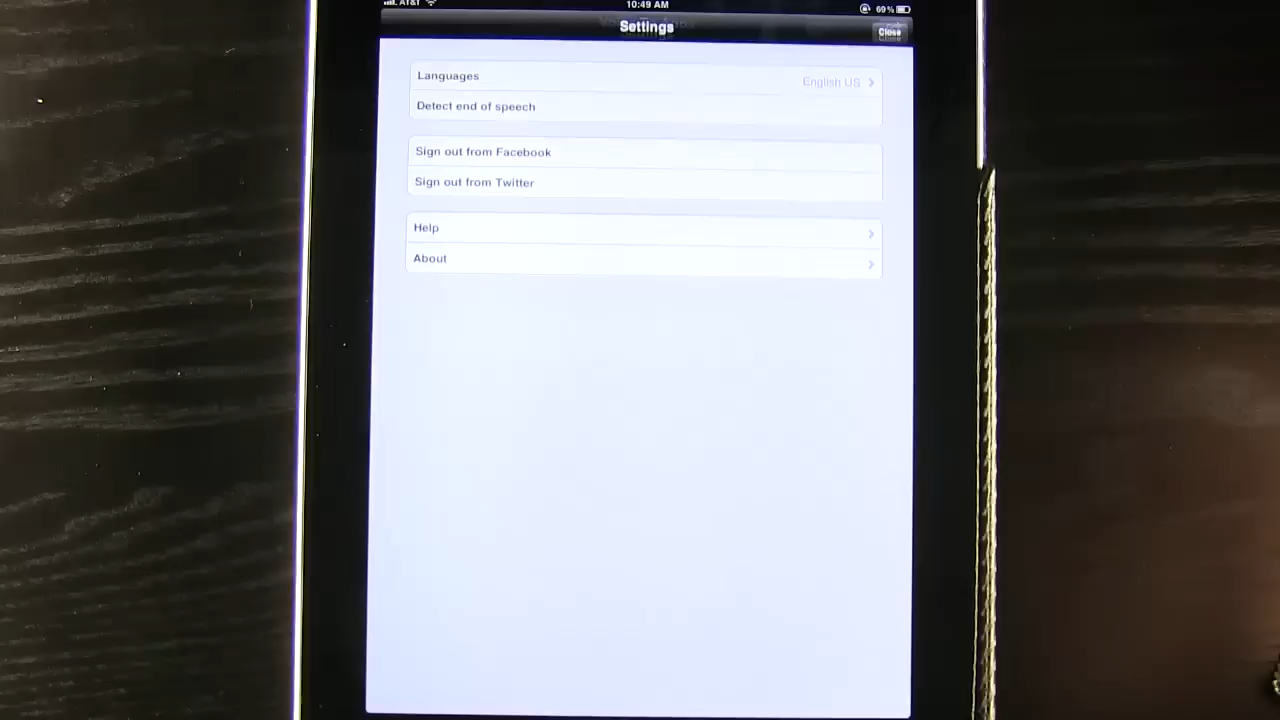 AT&T 10:49 AM 69%
Settings Close
Languages English US
Detect end of speech
Sign out from Facebook
Sign out from Twitter
Help
About